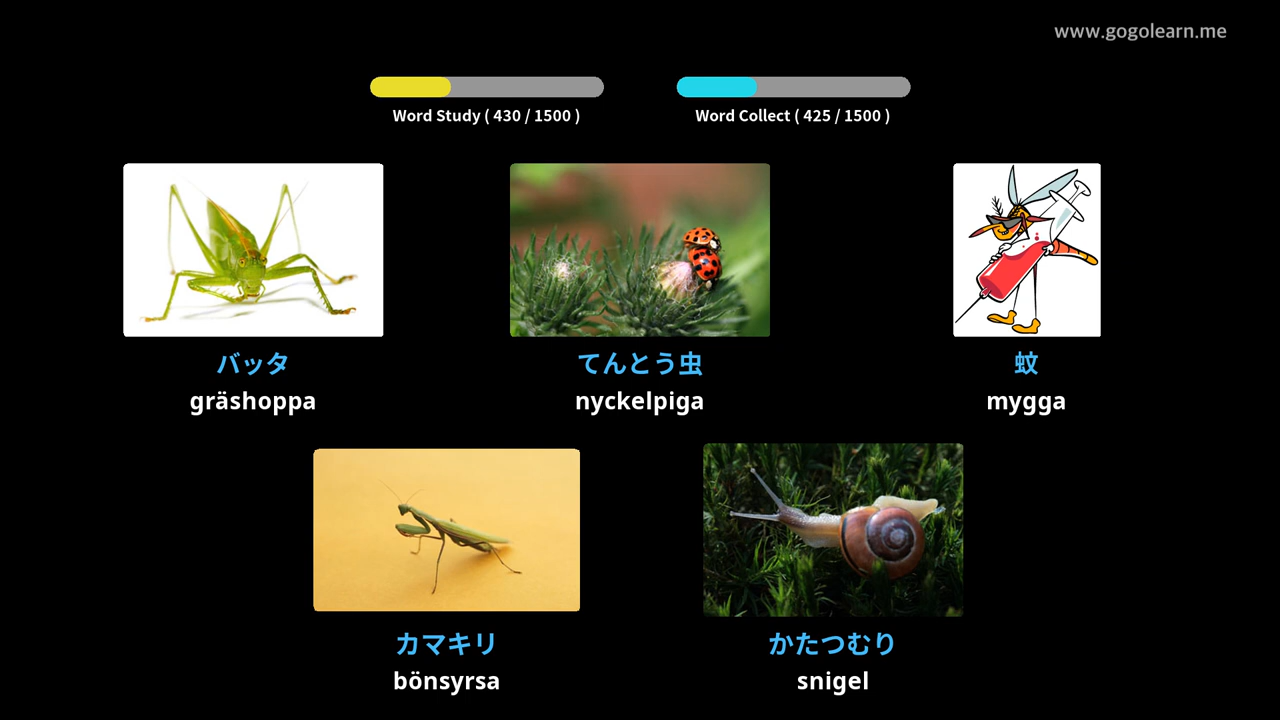 www.gogolearn.me
Word Study ( 430 / 1500 )
Word Collect ( 425 / 1500 )
バッタ
gräshoppa
てんとう虫
nyckelpiga
蚊
mygga
カマキリ
bönsyrsa
かたつむり
snigel